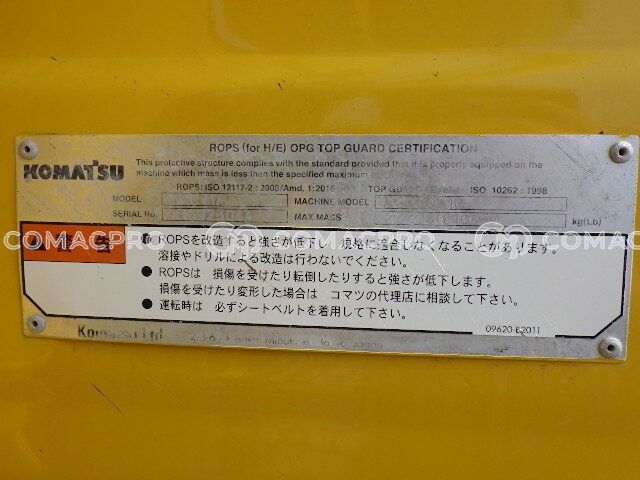 ROPS (for H/E) OPG TOP GUARD CERTIFICATION
KOMATSU
This protective structure complies with the standard provided that it is properly equipped on the
machine which mass is less than the specified maximum
ROPS: ISO 12117-2 : 2008/Amd. 1:2016 TOP GUARD ISO 10262 : 1998
MODEL MACHINE MODEL
SERIAL No. MAX MASS kg(Lb)
COMACPRO COMACPRO COMACPRO
警告
● ROPSを改造すると強さが低下し 規格に適合しなくなることがあります。
溶接やドリルによる改造は行わないでください。
● ROPSは 損傷を受けたり転倒したりすると強さが低下します。
損傷を受けたり変形した場合は コマツの代理店に相談して下さい。
● 運転時は 必ずシートベルトを着用して下さい。
09620-B2011
Komatsu Ltd